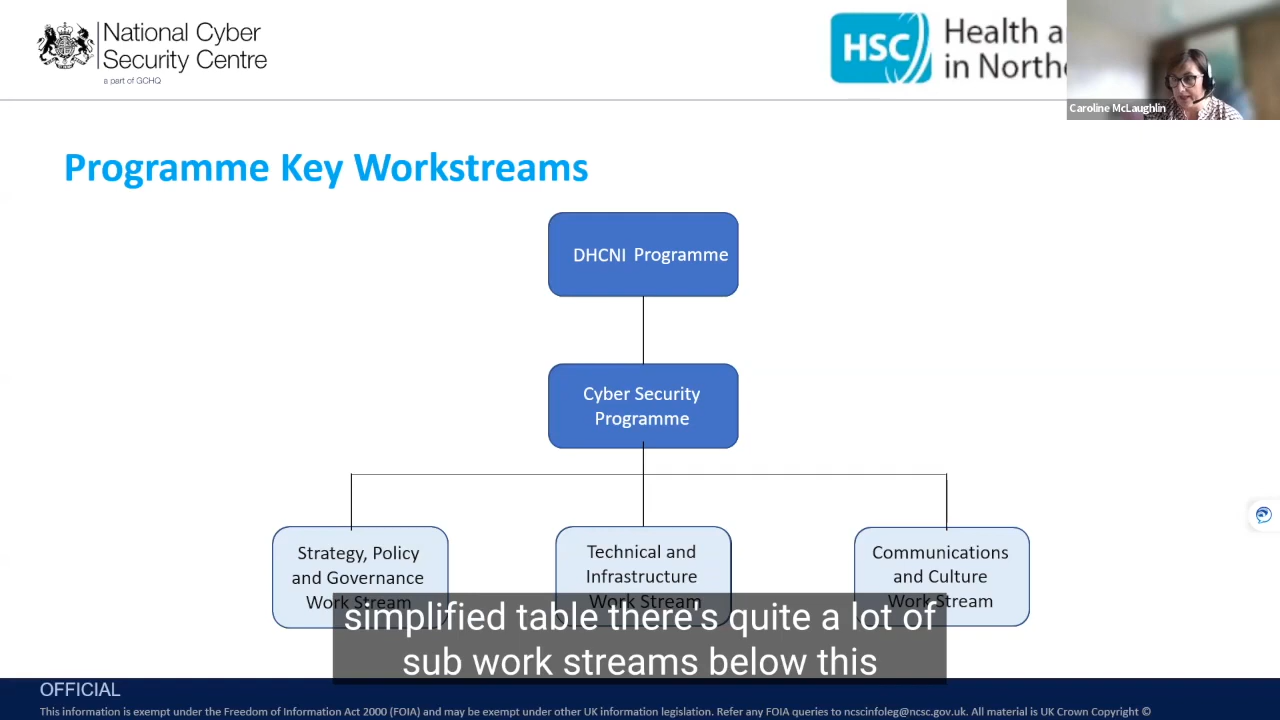 National Cyber
Security Centre
a part of GCHQ
HSC
Health a
in Northe
Caroline McLaughlin
Programme Key Workstreams
DHCNI Programme
Cyber Security
Programme
Strategy, Policy
and Governance
Work Stream
Technical and
Infrastructure
Work Stream
Communications
and Culture
Work Stream
simplified table there's quite a lot of
sub work streams below this
OFFICIAL
This information is exempt under the Freedom of Information Act 2000 (FOIA) and may be exempt under other UK information legislation. Refer any FOIA queries to ncscinfoleg@ncsc.gov.uk. All material is UK Crown Copyright ©